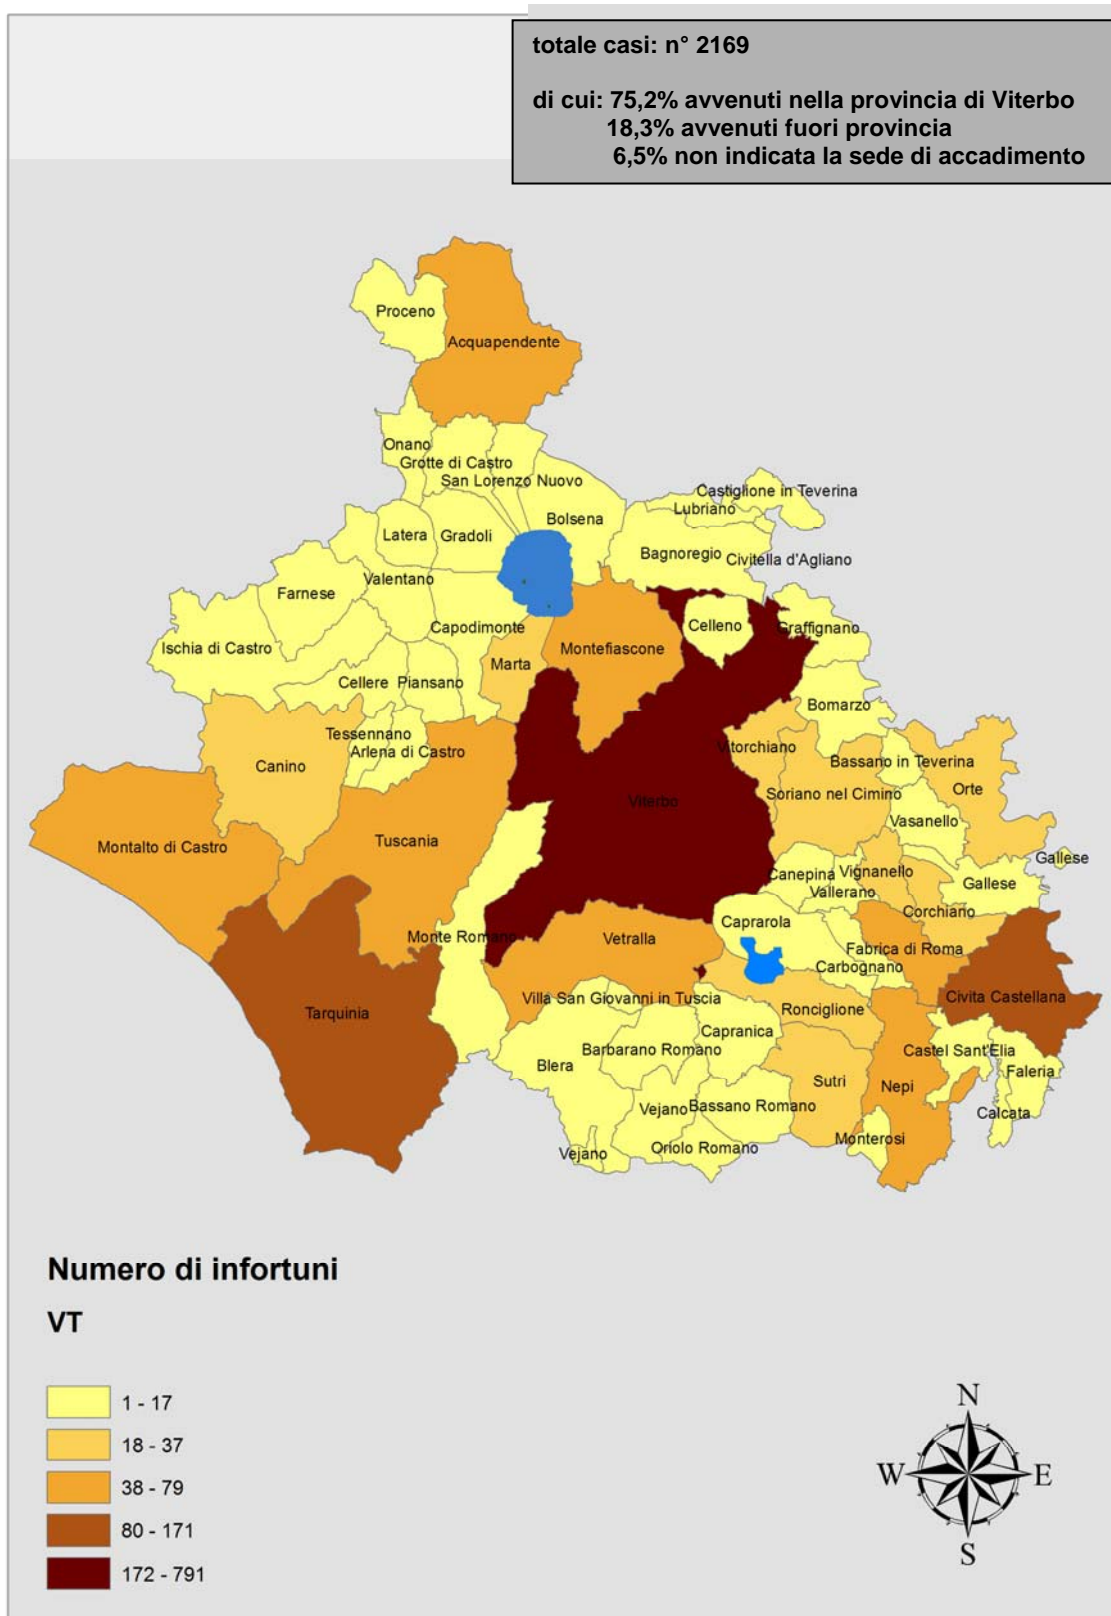 totale casi: n° 2169
di cui: 75,2% avvenuti nella provincia di Viterbo
18,3% avvenuti fuori provincia
6,5% non indicata la sede di accadimento
Proceno
Acquapendente
Onano
Grotte di Castro
San Lorenzo Nuovo
Castiglione in Teverina
Lubriano
Bolsena
Latera
Gradoli
Bagnoregio
Civitella d'Agliano
Valentano
Farnese
Celleno
Graffignano
Capodimonte
Ischia di Castro
Montefiascone
Marta
Cellere
Piansano
Bomarzo
Tessennano
Arlena di Castro
Vitorchiano
Canino
Bassano in Teverina
Orte
Soriano nel Cimino
Viterbo
Vasanello
Tuscania
Montalto di Castro
Gallese
Canepina
Vignanello
Vallerano
Gallese
Corchiano
Caprarola
Monte Romano
Vetralla
Fabrica di Roma
Carbognano
Civita Castellana
Villa San Giovanni in Tuscia
Ronciglione
Tarquinia
Capranica
Barbarano Romano
Castel Sant'Elia
Blera
Faleria
Sutri
Nepi
Vejano
Bassano Romano
Calcata
Monterosi
Oriolo Romano
Vejano
Numero di infortuni
VT
1 - 17
18 - 37
38 - 79
80 - 171
172 - 791
N
W
E
S